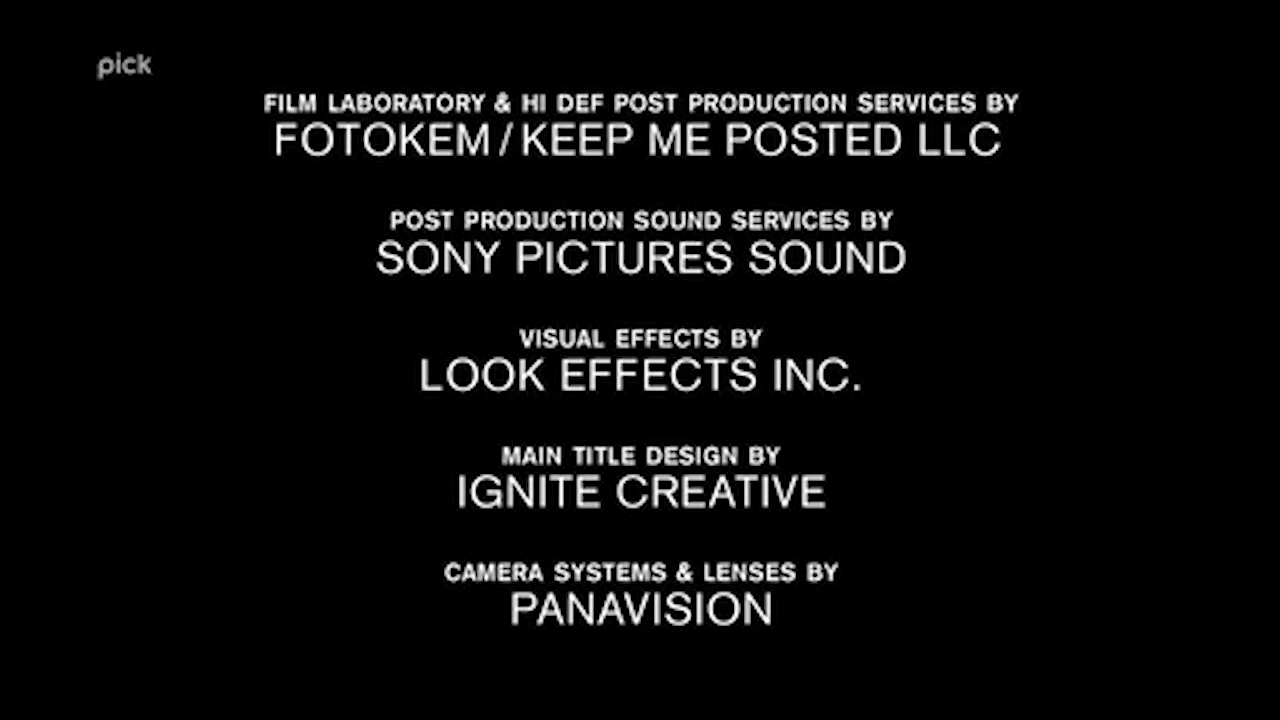 pick
FILM LABORATORY & HI DEF POST PRODUCTION SERVICES BY
FOTOKEM / KEEP ME POSTED LLC
POST PRODUCTION SOUND SERVICES BY
SONY PICTURES SOUND
VISUAL EFFECTS BY
LOOK EFFECTS INC.
MAIN TITLE DESIGN BY
IGNITE CREATIVE
CAMERA SYSTEMS & LENSES BY
PANAVISION